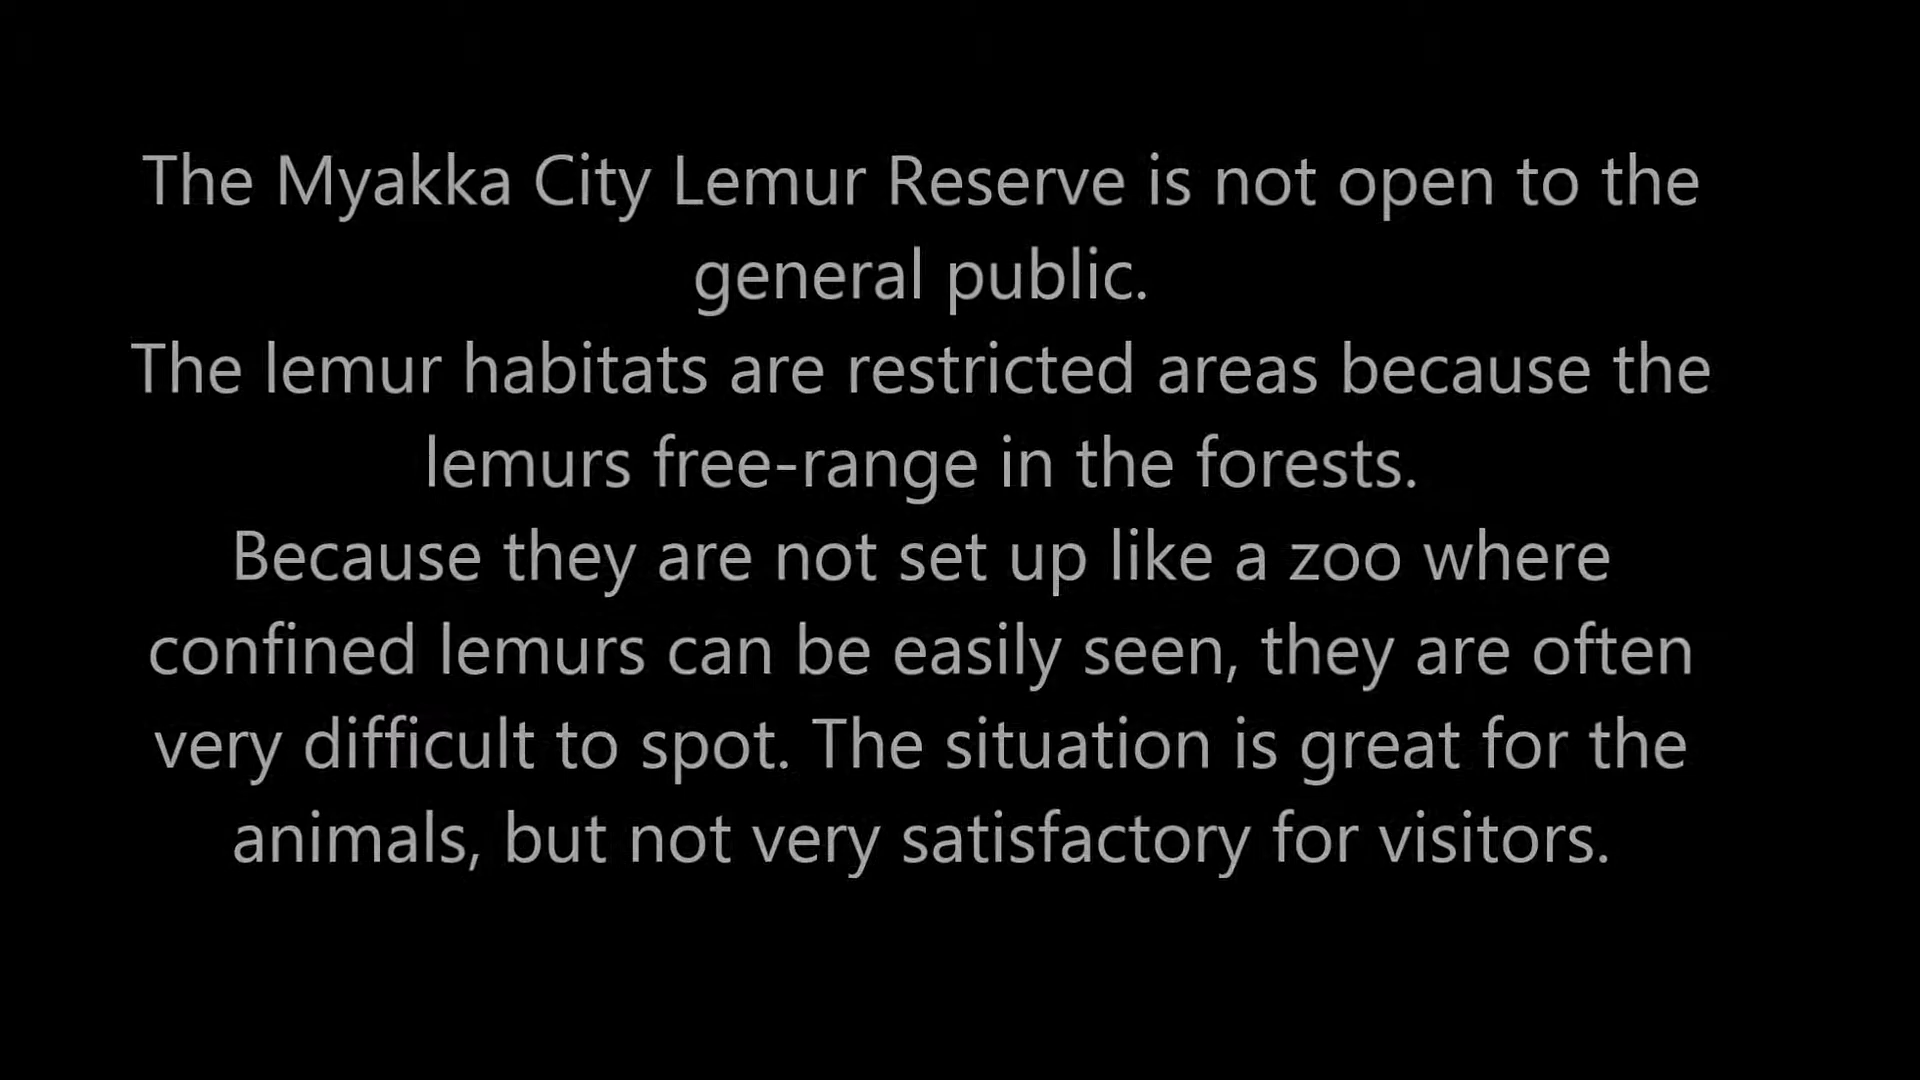 The Myakka City Lemur Reserve is not open to the
general public.
The lemur habitats are restricted areas because the
lemurs free-range in the forests.
Because they are not set up like a zoo where
confined lemurs can be easily seen, they are often
very difficult to spot. The situation is great for the
animals, but not very satisfactory for visitors.